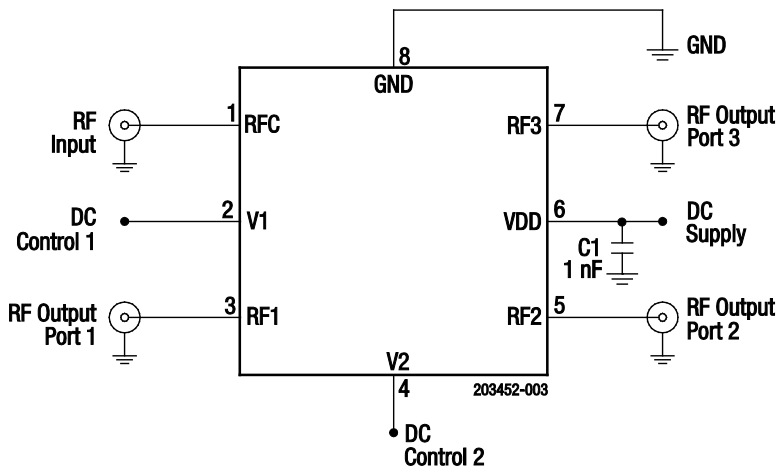 GND
8
GND
RF
Input
1
RFC
RF3
7
RF Output
Port 3
DC
Control 1
2
V1
VDD
6
DC
Supply
C1
1 nF
RF Output
Port 1
3
RF1
RF2
5
RF Output
Port 2
V2
4
203452-003
DC
Control 2